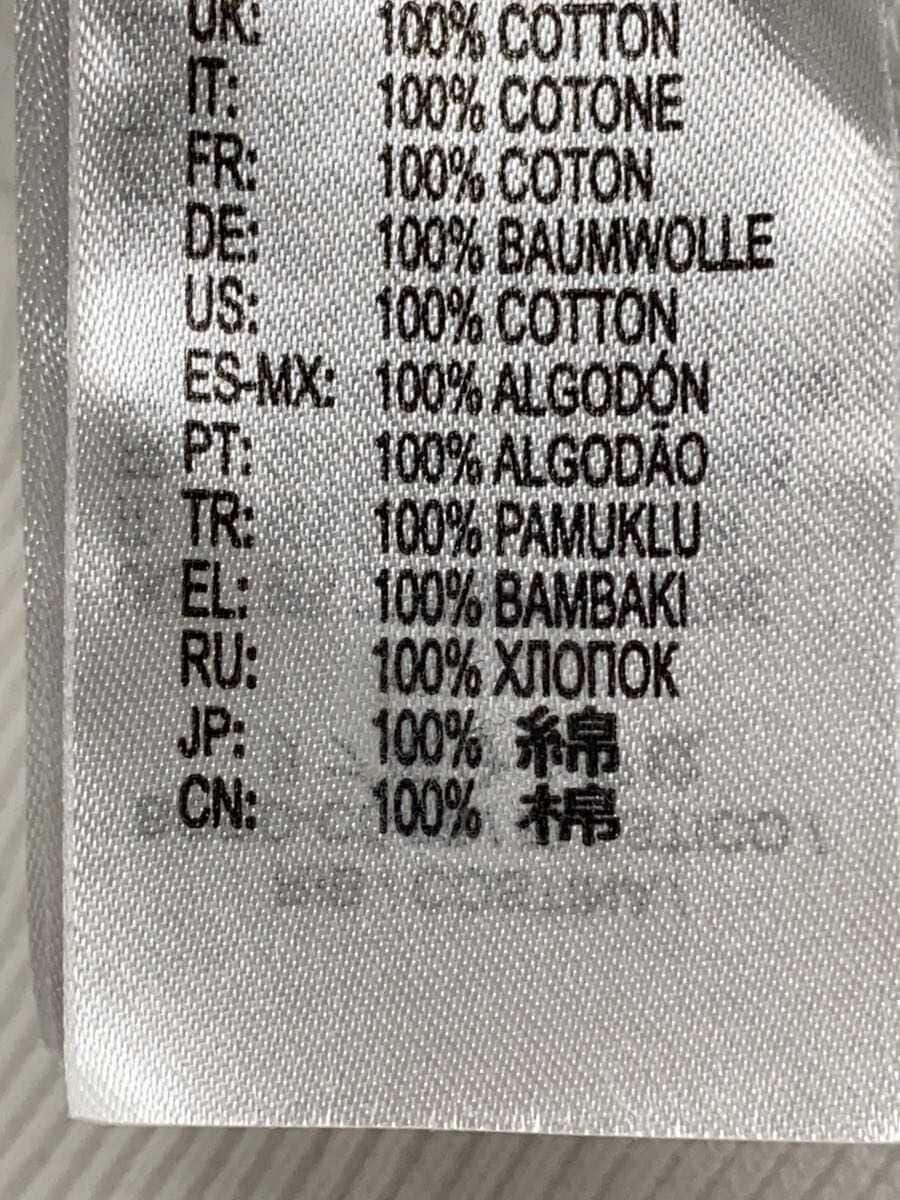 UK: 100% COTTON
IT: 100% COTONE
FR: 100% COTON
DE: 100% BAUMWOLLE
US: 100% COTTON
ES-MX: 100% ALGODÓN
PT: 100% ALGODÃO
TR: 100% PAMUKLU
EL: 100% BAMBAKI
RU: 100% ХЛОПОК
JP: 100% 綿
CN: 100% 棉